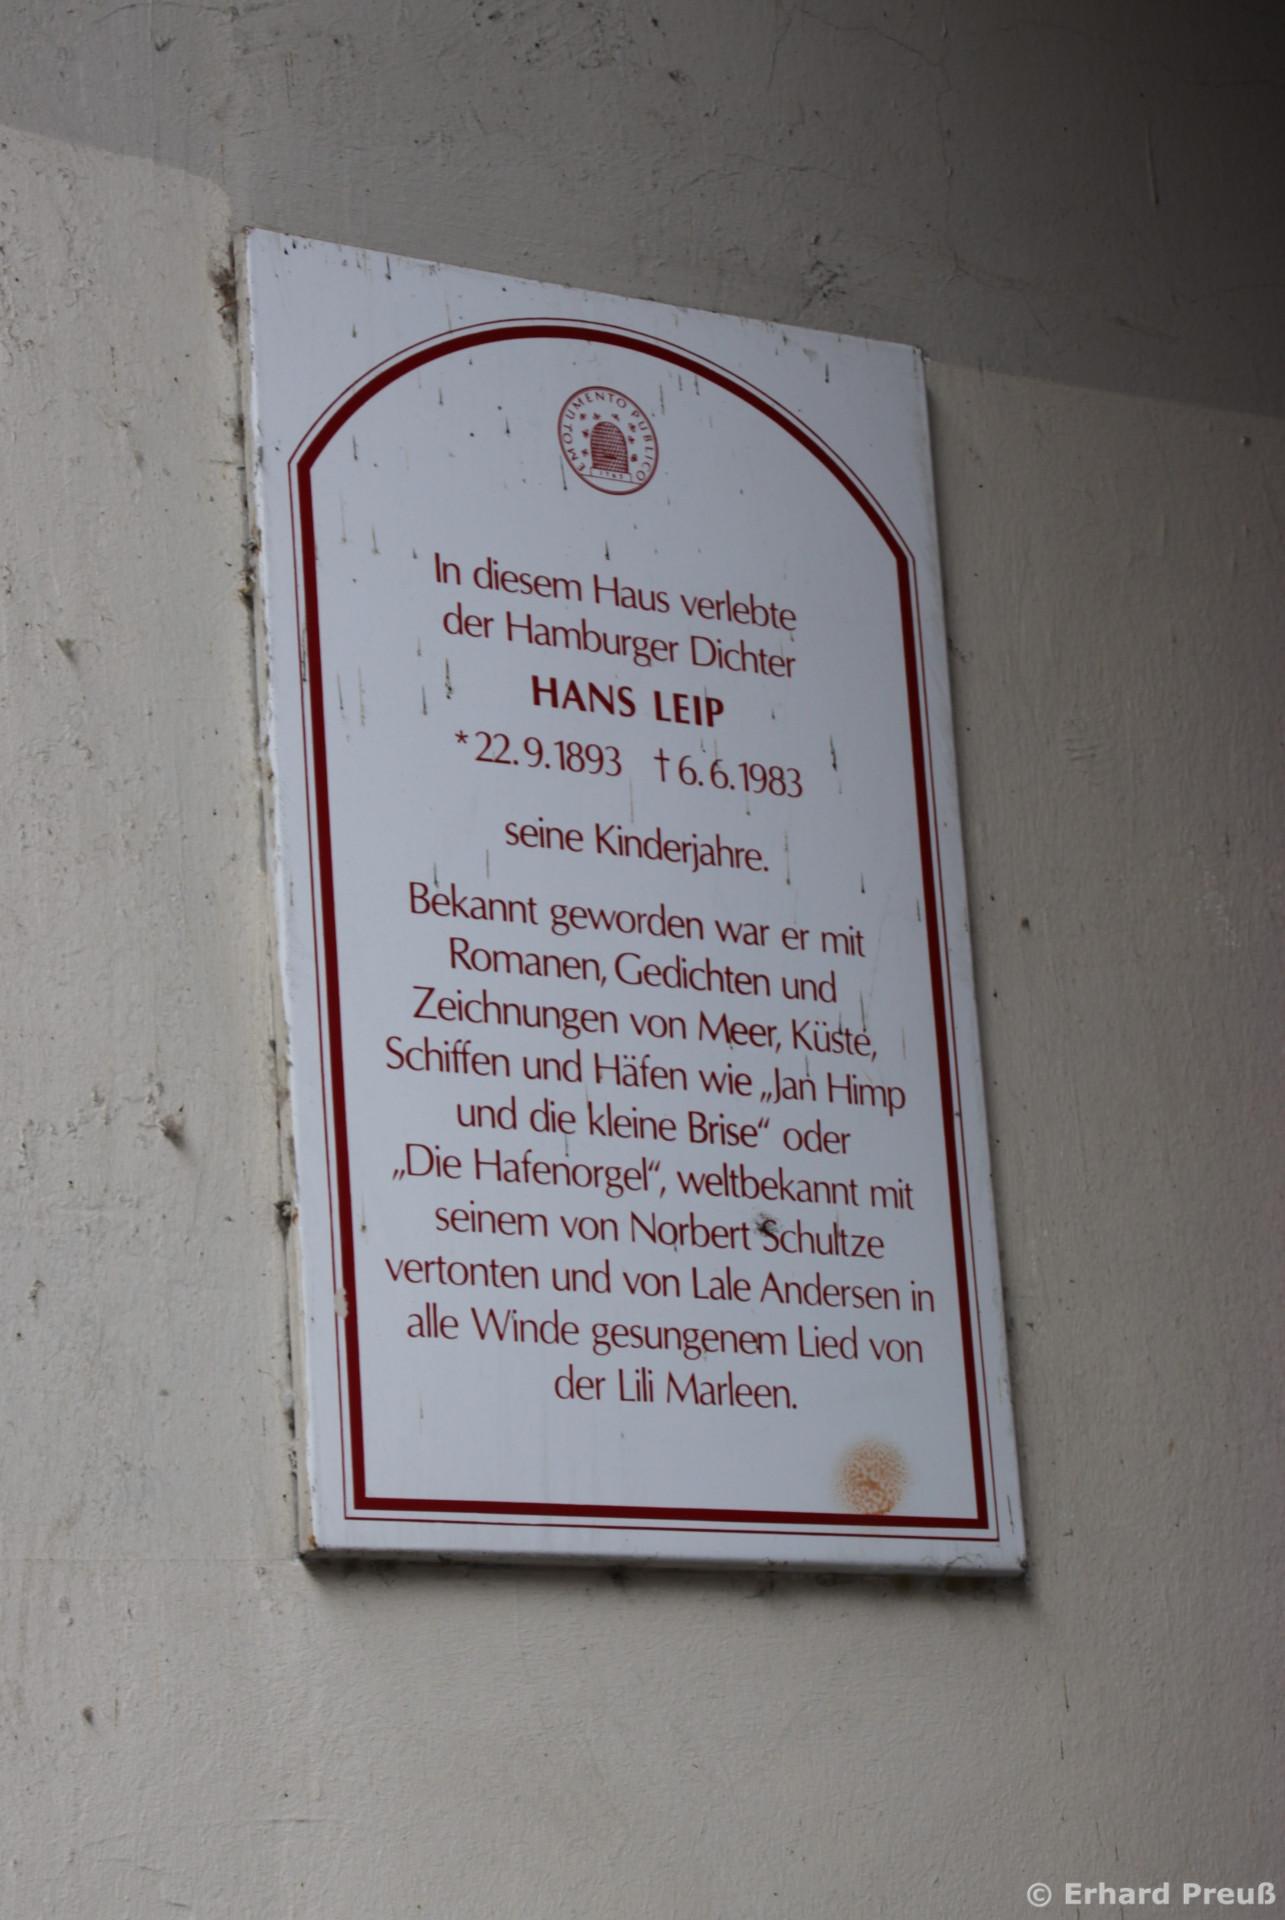 EMOLUMENTO PUBLICO
1765
In diesem Haus verlebte
der Hamburger Dichter
HANS LEIP
*22.9.1893 †6.6.1983
seine Kinderjahre.
Bekannt geworden war er mit
Romanen, Gedichten und
Zeichnungen von Meer, Küste,
Schiffen und Häfen wie „Jan Himp
und die kleine Brise“ oder
„Die Hafenorgel“, weltbekannt mit
seinem von Norbert Schultze
vertonten und von Lale Andersen in
alle Winde gesungenem Lied von
der Lili Marleen.
© Erhard Preuß